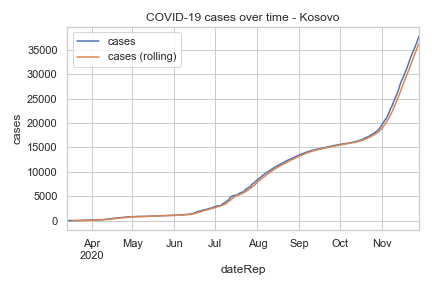 COVID-19 cases over time - Kosovo
cases
cases (rolling)
35000
30000
25000
20000
15000
10000
5000
0
cases
Apr
2020
May
Jun
Jul
Aug
Sep
Oct
Nov
dateRep